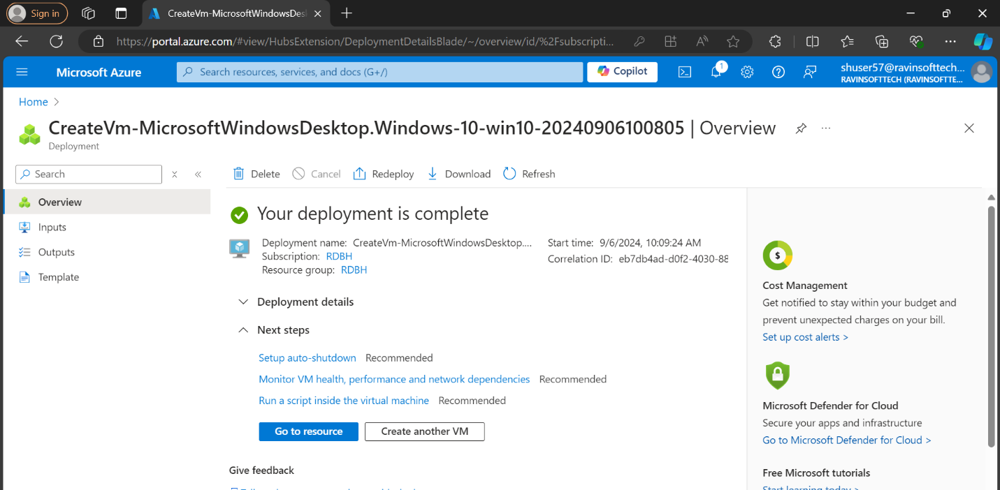 Sign in
CreateVm-MicrosoftWindowsDesl
https://portal.azure.com/#view/HubsExtension/DeploymentDetailsBlade/~/overview/id/%2Fsubscripti...
Microsoft Azure
Search resources, services, and docs (G+/)
Copilot
1
shuser57@ravinsofttech...
RAVINSOFTTECH (RAVINSOFTTE...
Home >
CreateVm-MicrosoftWindowsDesktop.Windows-10-win10-20240906100805 | Overview
Deployment
Search
Delete Cancel Redeploy Download Refresh
Overview
Inputs
Outputs
Template
Your deployment is complete
Deployment name: CreateVm-MicrosoftWindowsDesktop....
Subscription: RDBH
Resource group: RDBH
Start time: 9/6/2024, 10:09:24 AM
Correlation ID: eb7db4ad-d0f2-4030-88
Deployment details
Next steps
Setup auto-shutdown Recommended
Monitor VM health, performance and network dependencies Recommended
Run a script inside the virtual machine Recommended
Go to resource
Create another VM
Give feedback
$
Cost Management
Get notified to stay within your budget and
prevent unexpected charges on your bill.
Set up cost alerts >
Microsoft Defender for Cloud
Secure your apps and infrastructure
Go to Microsoft Defender for Cloud >
Free Microsoft tutorials
Start learning today >